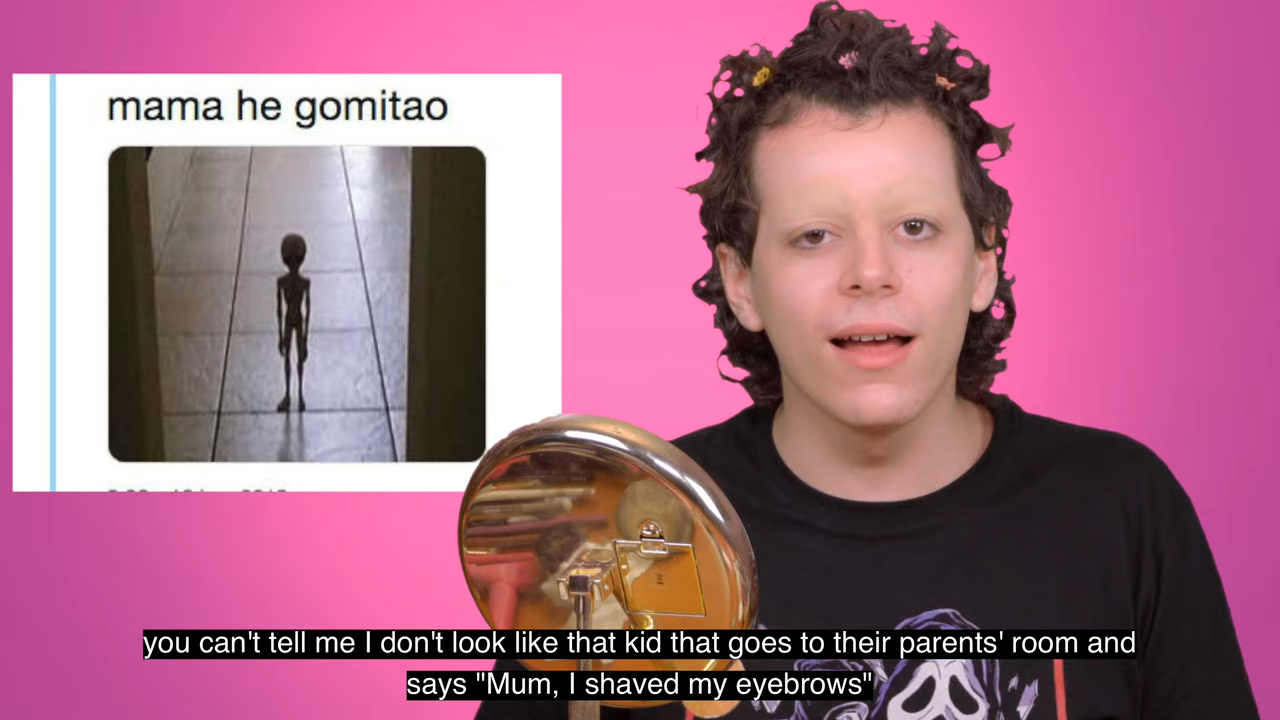 mama he gomitao
you can't tell me I don't look like that kid that goes to their parents' room and
says "Mum, I shaved my eyebrows"